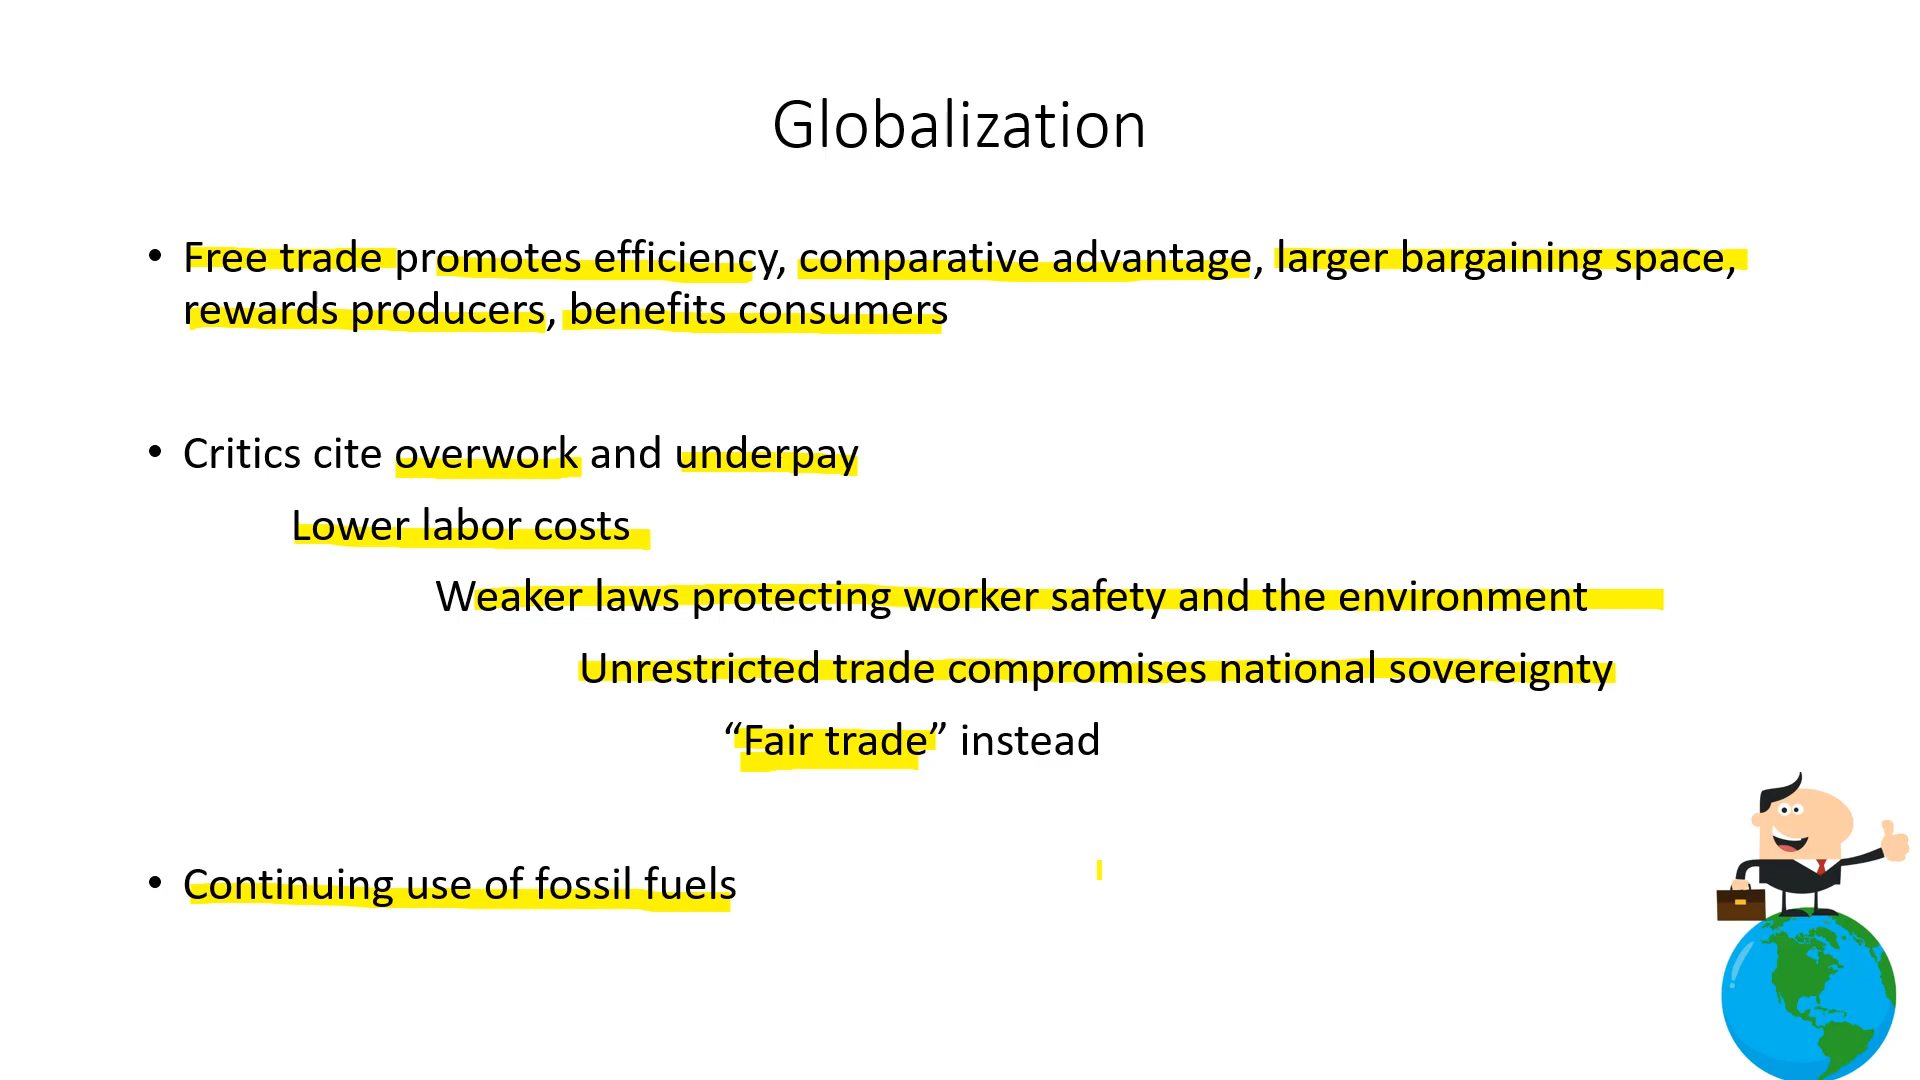 Globalization
• Free trade promotes efficiency, comparative advantage, larger bargaining space,
rewards producers, benefits consumers
• Critics cite overwork and underpay
Lower labor costs
Weaker laws protecting worker safety and the environment
Unrestricted trade compromises national sovereignty
“Fair trade” instead
• Continuing use of fossil fuels